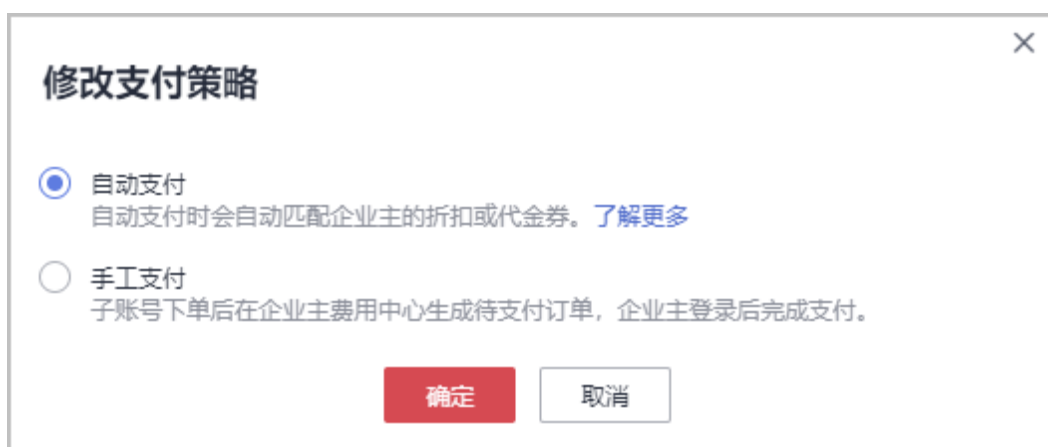 修改支付策略
自动支付
自动支付时会自动匹配企业主的折扣或代金券。了解更多
手工支付
子账号下单后在企业主费用中心生成待支付订单，企业主登录后完成支付。
确定 取消